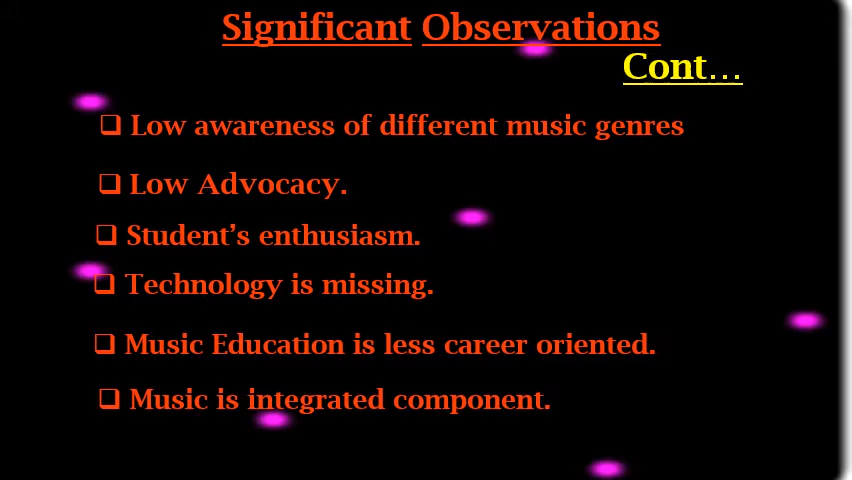 Significant Observations
Cont…
❑ Low awareness of different music genres
❑ Low Advocacy.
❑ Student’s enthusiasm.
❑ Technology is missing.
❑ Music Education is less career oriented.
❑ Music is integrated component.